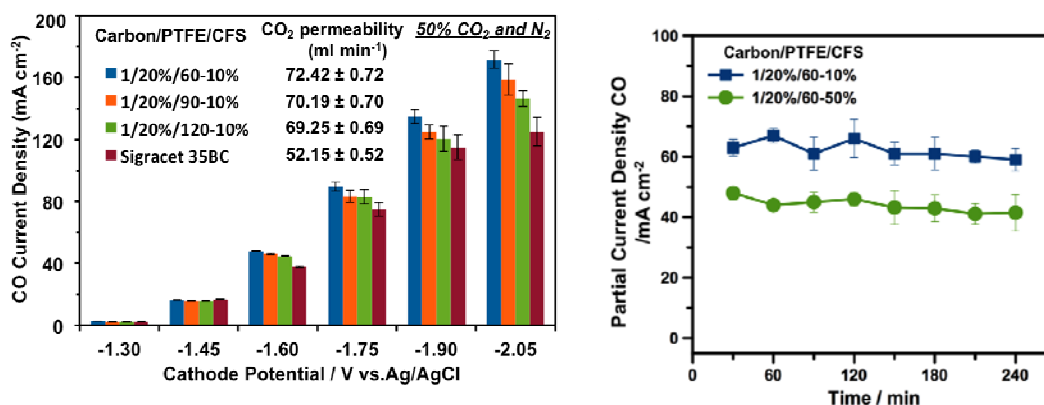 CO Current Density (mA cm⁻²)
200
160
120
80
40
0
Carbon/PTFE/CFS
CO₂ permeability
(ml min⁻¹)
50% CO₂ and N₂
1/20%/60-10% 72.42 ± 0.72
1/20%/90-10% 70.19 ± 0.70
1/20%/120-10% 69.25 ± 0.69
Sigracet 35BC 52.15 ± 0.52
-1.30 -1.45 -1.60 -1.75 -1.90 -2.05
Cathode Potential / V vs.Ag/AgCl
Partial Current Density CO
/mA cm⁻²
100
80
60
40
20
0
Carbon/PTFE/CFS
1/20%/60-10%
1/20%/60-50%
0 60 120 180 240
Time / min